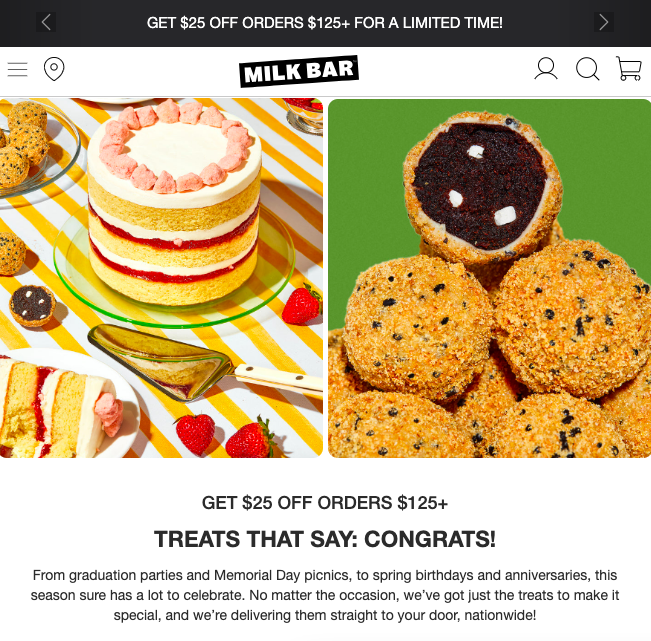 GET $25 OFF ORDERS $125+ FOR A LIMITED TIME!
MILK BAR
GET $25 OFF ORDERS $125+
TREATS THAT SAY: CONGRATS!
From graduation parties and Memorial Day picnics, to spring birthdays and anniversaries, this
season sure has a lot to celebrate. No matter the occasion, we’ve got just the treats to make it
special, and we’re delivering them straight to your door, nationwide!